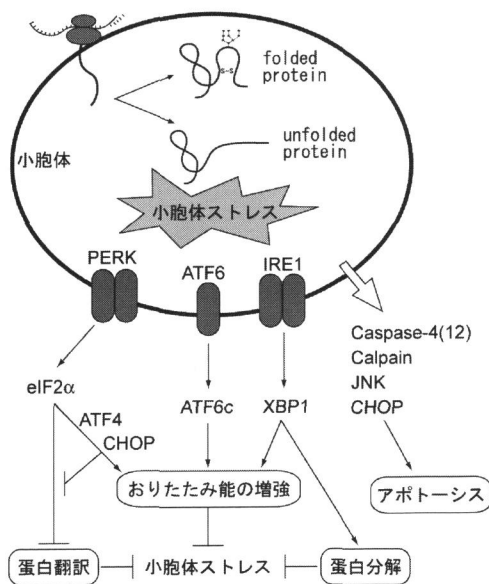 folded
protein
S-S
unfolded
protein
小胞体
小胞体ストレス
PERK
ATF6
IRE1
Caspase-4(12)
Calpain
JNK
CHOP
eIF2α
ATF6c
XBP1
ATF4
CHOP
おりたたみ能の増強
アポトーシス
蛋白翻訳
小胞体ストレス
蛋白分解